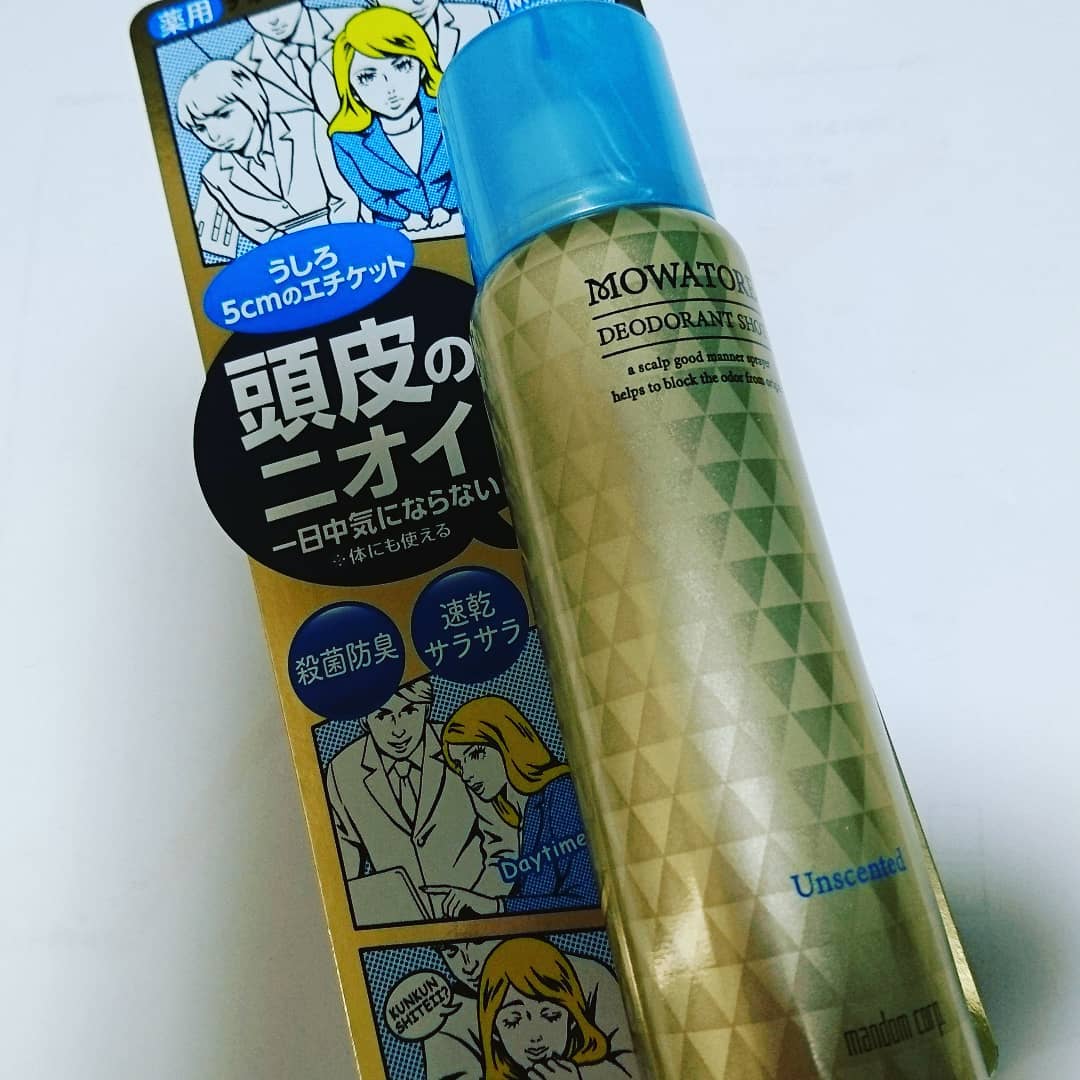 薬用
うしろ
5cmのエチケット
頭皮の
ニオイ
一日中気にならない
※体にも使える
殺菌防臭
速乾
サラサラ
Daytime
KUNKUN
SHITEII?
DEODORANT
a scalp good manner sprayer
helps to block the odor from
Unscented
mandom corp.